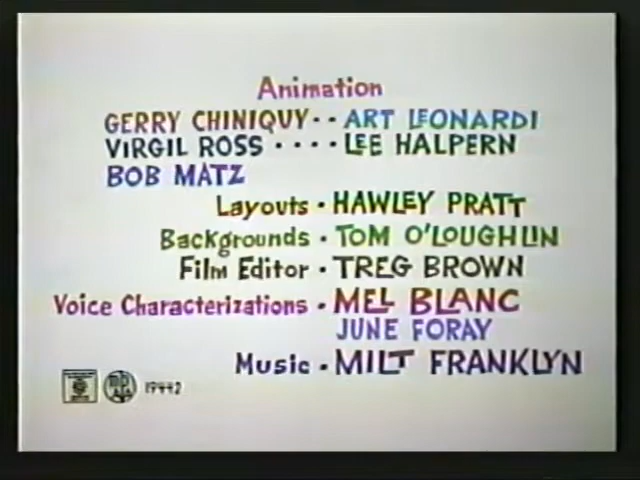 Animation
GERRY CHINIQUY·· ART LEONARDI
VIRGIL ROSS ···· LEE HALPERN
BOB MATZ
Layouts · HAWLEY PRATT
Backgrounds · TOM O'LOUGHLIN
Film Editor · TREG BROWN
Voice Characterizations · MEL BLANC
JUNE FORAY
Music · MILT FRANKLYN
19442